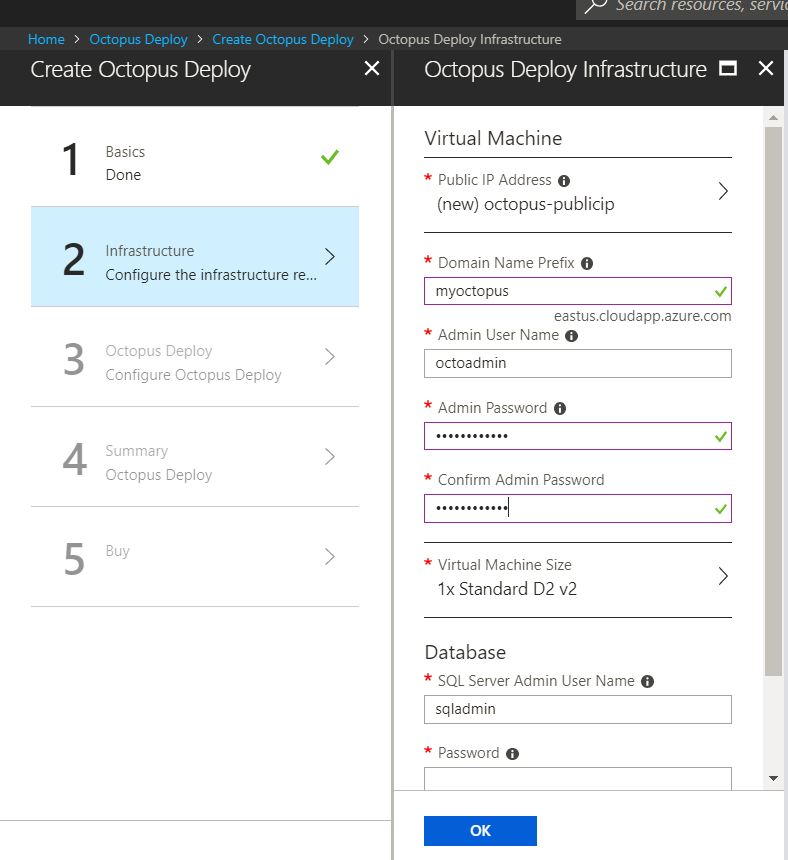 Search resources, servic
Home > Octopus Deploy > Create Octopus Deploy > Octopus Deploy Infrastructure
Create Octopus Deploy
1
Basics
Done
2
Infrastructure
Configure the infrastructure re...
3
Octopus Deploy
Configure Octopus Deploy
4
Summary
Octopus Deploy
5
Buy
Octopus Deploy Infrastructure
Virtual Machine
* Public IP Address
(new) octopus-publicip
* Domain Name Prefix
myoctopus
eastus.cloudapp.azure.com
* Admin User Name
octoadmin
* Admin Password
••••••••••••
* Confirm Admin Password
••••••••••••
* Virtual Machine Size
1x Standard D2 v2
Database
* SQL Server Admin User Name
sqladmin
* Password
OK